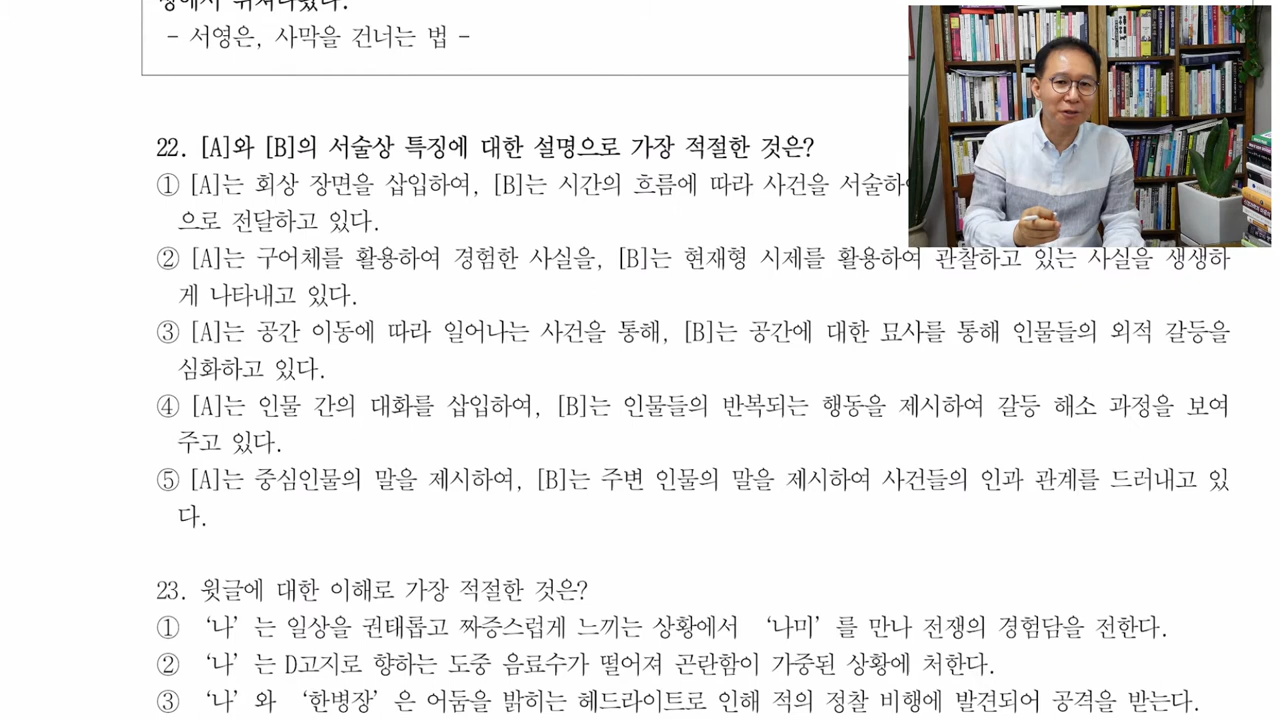 - 서영은, 사막을 건너는 법 -
22. [A]와 [B]의 서술상 특징에 대한 설명으로 가장 적절한 것은?
① [A]는 회상 장면을 삽입하여, [B]는 시간의 흐름에 따라 사건을
으로 전달하고 있다.
② [A]는 구어체를 활용하여 경험한 사실을, [B]는 현재형 시제를 활용하여 관찰하고 있는 사실을 생생하
게 나타내고 있다.
③ [A]는 공간 이동에 따라 일어나는 사건을 통해, [B]는 공간에 대한 묘사를 통해 인물들의 외적 갈등을
심화하고 있다.
④ [A]는 인물 간의 대화를 삽입하여, [B]는 인물들의 반복되는 행동을 제시하여 갈등 해소 과정을 보여
주고 있다.
⑤ [A]는 중심인물의 말을 제시하여, [B]는 주변 인물의 말을 제시하여 사건들의 인과 관계를 드러내고 있
다.
23. 윗글에 대한 이해로 가장 적절한 것은?
① ‘나’는 일상을 권태롭고 짜증스럽게 느끼는 상황에서 ‘나미’를 만나 전쟁의 경험담을 전한다.
② ‘나’는 D고지로 향하는 도중 음료수가 떨어져 곤란함이 가중된 상황에 처한다.
③ ‘나’와 ‘한병장’은 어둠을 밝히는 헤드라이트로 인해 적의 정찰 비행에 발견되어 공격을 받는다.